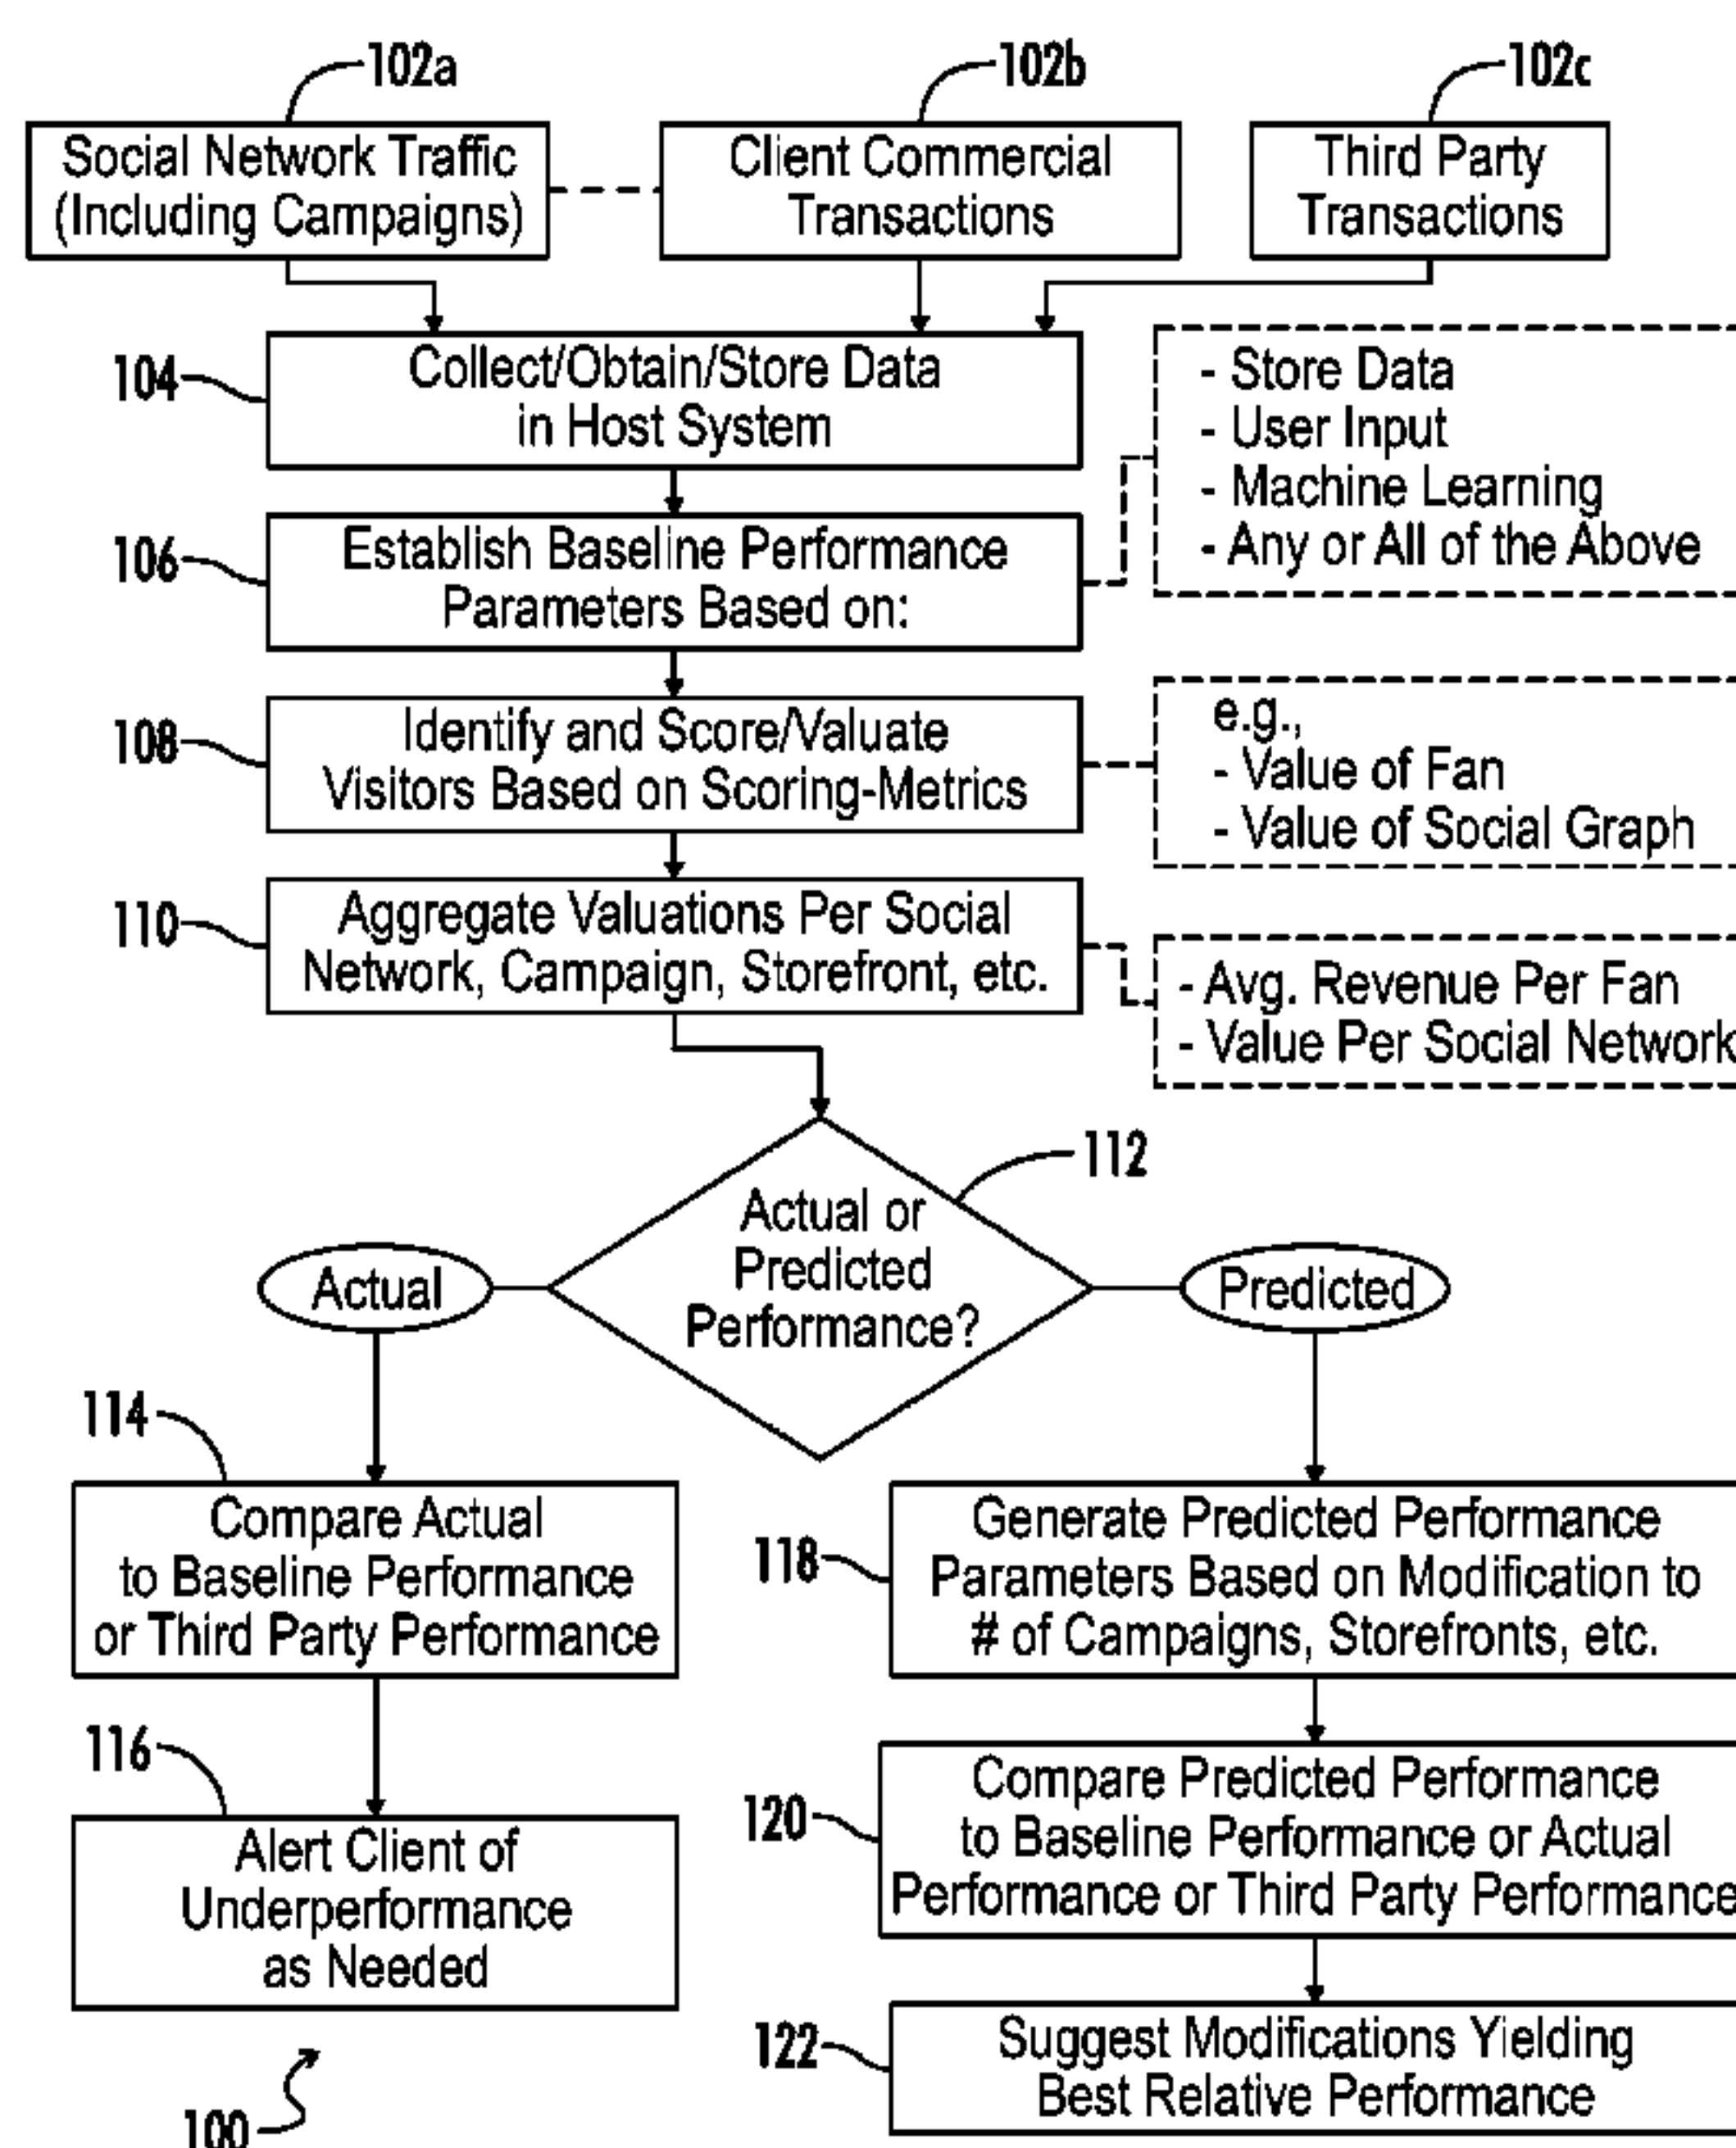 102a
102b
102c
Social Network Traffic
(Including Campaigns)
Client Commercial
Transactions
Third Party
Transactions
104
Collect/Obtain/Store Data
in Host System
- Store Data
- User Input
- Machine Learning
- Any or All of the Above
106
Establish Baseline Performance
Parameters Based on:
108
Identify and Score/Valuate
Visitors Based on Scoring-Metrics
e.g.,
- Value of Fan
- Value of Social Graph
110
Aggregate Valuations Per Social
Network, Campaign, Storefront, etc.
- Avg. Revenue Per Fan
- Value Per Social Network
112
Actual or
Predicted
Performance?
Actual
Predicted
114
Compare Actual
to Baseline Performance
or Third Party Performance
118
Generate Predicted Performance
Parameters Based on Modification to
# of Campaigns, Storefronts, etc.
116
Alert Client of
Underperformance
as Needed
120
Compare Predicted Performance
to Baseline Performance or Actual
Performance or Third Party Performance
122
Suggest Modifications Yielding
Best Relative Performance
100